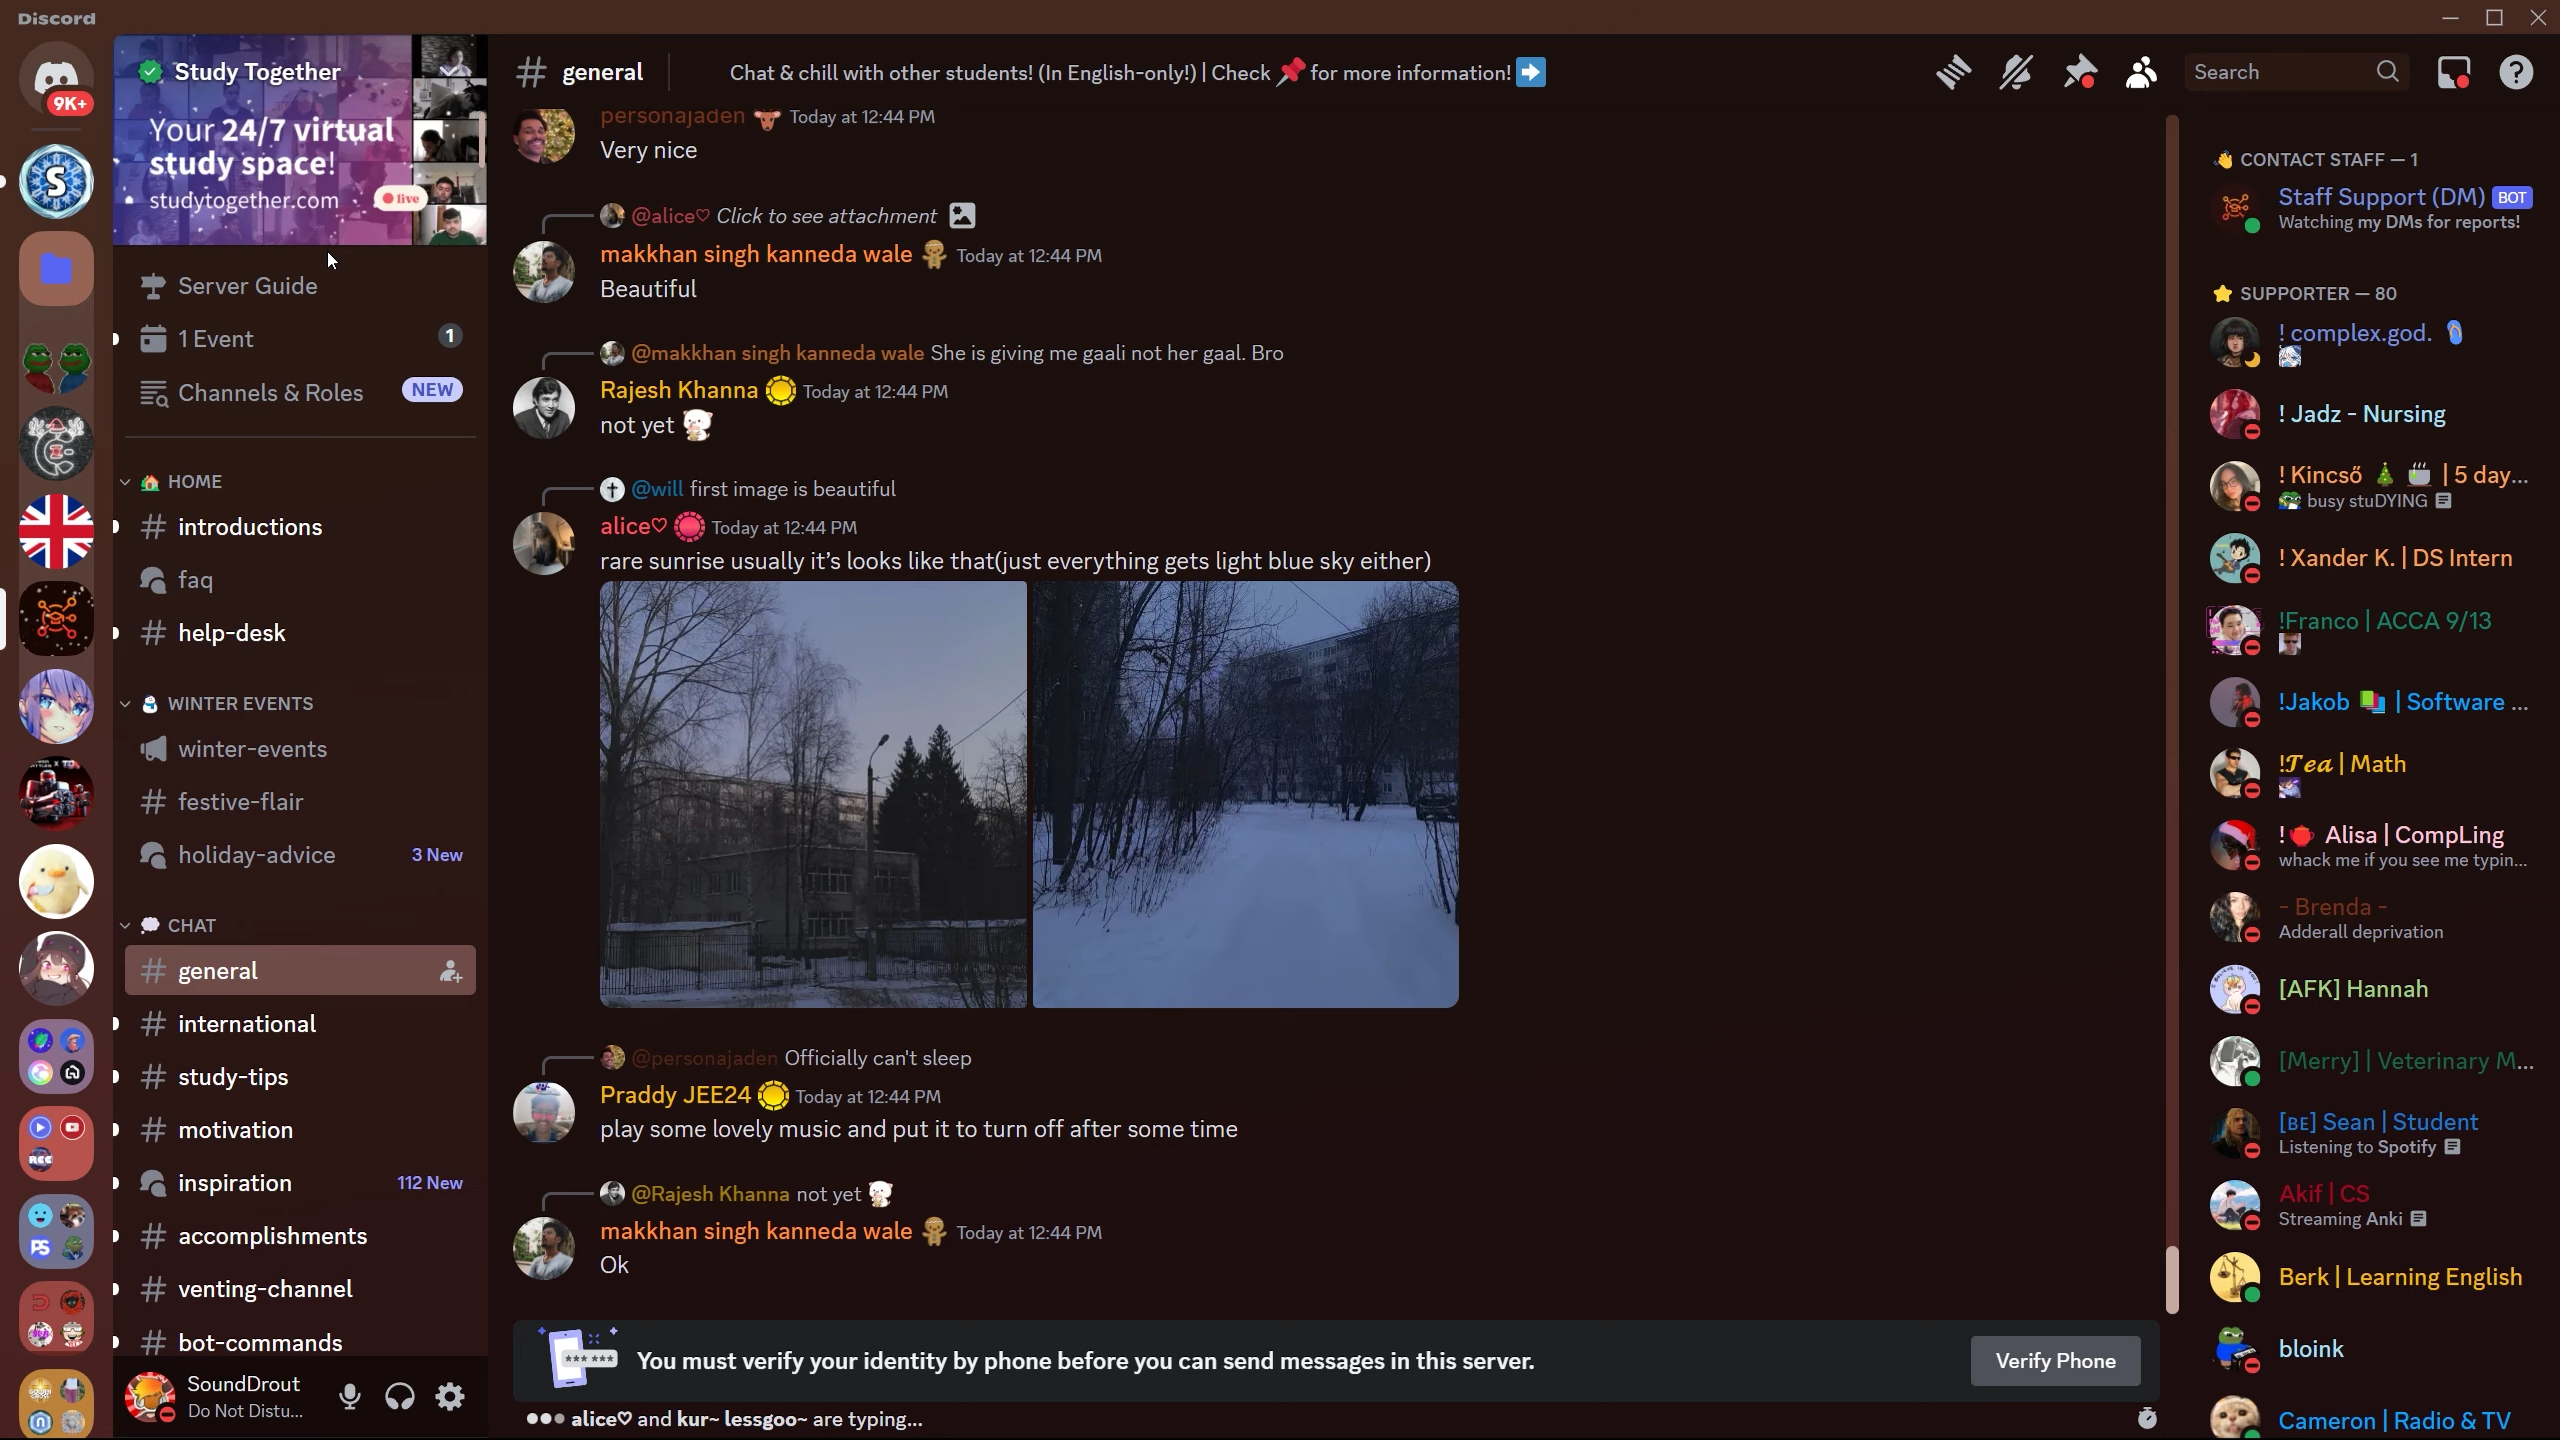 Discord
9K+
Study Together
Your 24/7 virtual
study space!
studytogether.com
live
Server Guide
1 Event
1
Channels & Roles
NEW
HOME
introductions
faq
help-desk
WINTER EVENTS
winter-events
festive-flair
holiday-advice
3 New
CHAT
general
international
study-tips
motivation
inspiration
112 New
accomplishments
venting-channel
bot-commands
SoundDrout
Do Not Distu...
general
Chat & chill with other students! (In English-only!) | Check 📌 for more information! ➡️
Search
personajaden Today at 12:44 PM
Very nice
@alice♡ Click to see attachment
makkhan singh kanneda wale Today at 12:44 PM
Beautiful
@makkhan singh kanneda wale She is giving me gaali not her gaal. Bro
Rajesh Khanna Today at 12:44 PM
not yet
@will first image is beautiful
alice♡ Today at 12:44 PM
rare sunrise usually it’s looks like that(just everything gets light blue sky either)
@personajaden Officially can't sleep
Praddy JEE24 Today at 12:44 PM
play some lovely music and put it to turn off after some time
@Rajesh Khanna not yet
makkhan singh kanneda wale Today at 12:44 PM
Ok
You must verify your identity by phone before you can send messages in this server.
Verify Phone
alice♡ and kur~ lessgoo~ are typing...
👋 CONTACT STAFF — 1
Staff Support (DM) BOT
Watching my DMs for reports!
⭐ SUPPORTER — 80
! complex.god. 🩴
! Jadz - Nursing
! Kincső 🎄 ☕ | 5 day...
busy stuDYING
! Xander K. | DS Intern
!Franco | ACCA 9/13
!Jakob 📚 | Software ...
!𝓣𝓮𝓪 | Math
! Alisa | CompLing
whack me if you see me typin...
- Brenda -
Adderall deprivation
[AFK] Hannah
[Merry] | Veterinary M...
[ʙᴇ] Sean | Student
Listening to Spotify
Akif | CS
Streaming Anki
Berk | Learning English
bloink
Cameron | Radio & TV